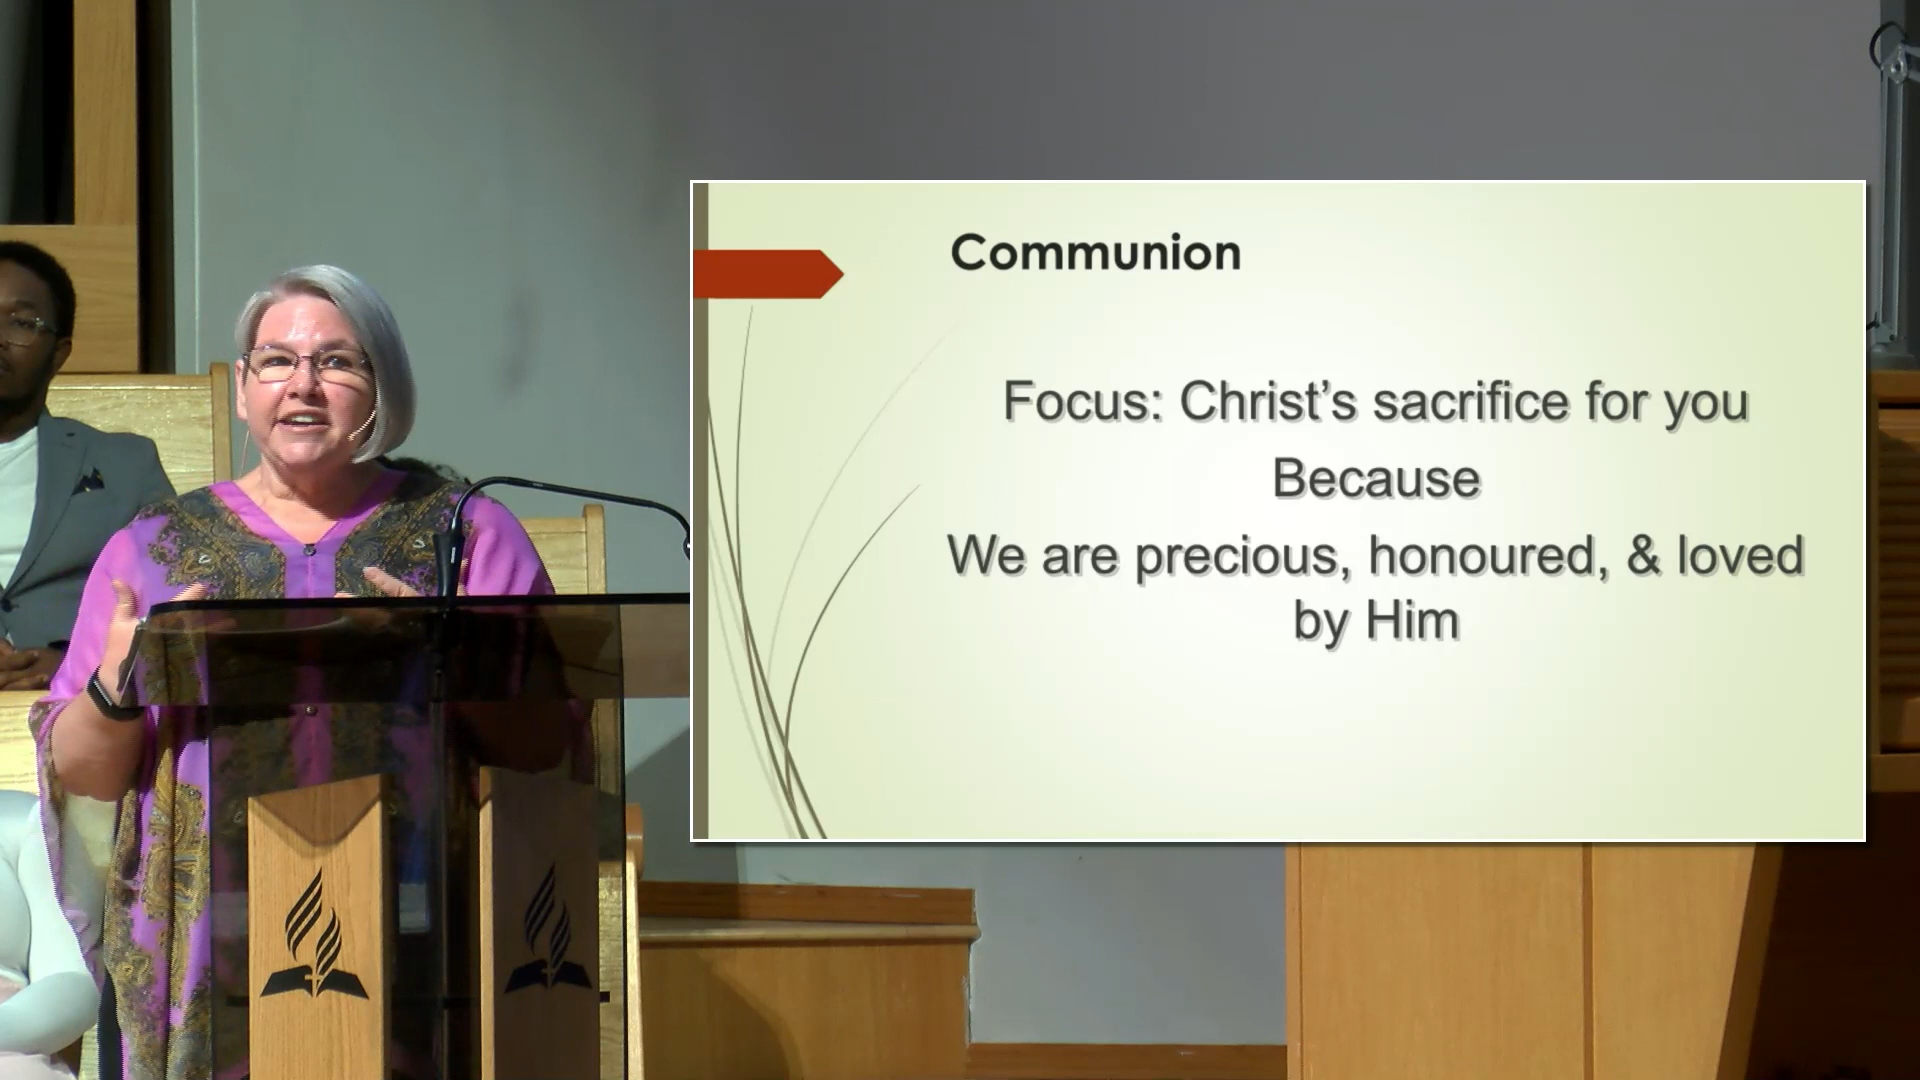 Communion
Focus: Christ’s sacrifice for you
Because
We are precious, honoured, & loved
by Him